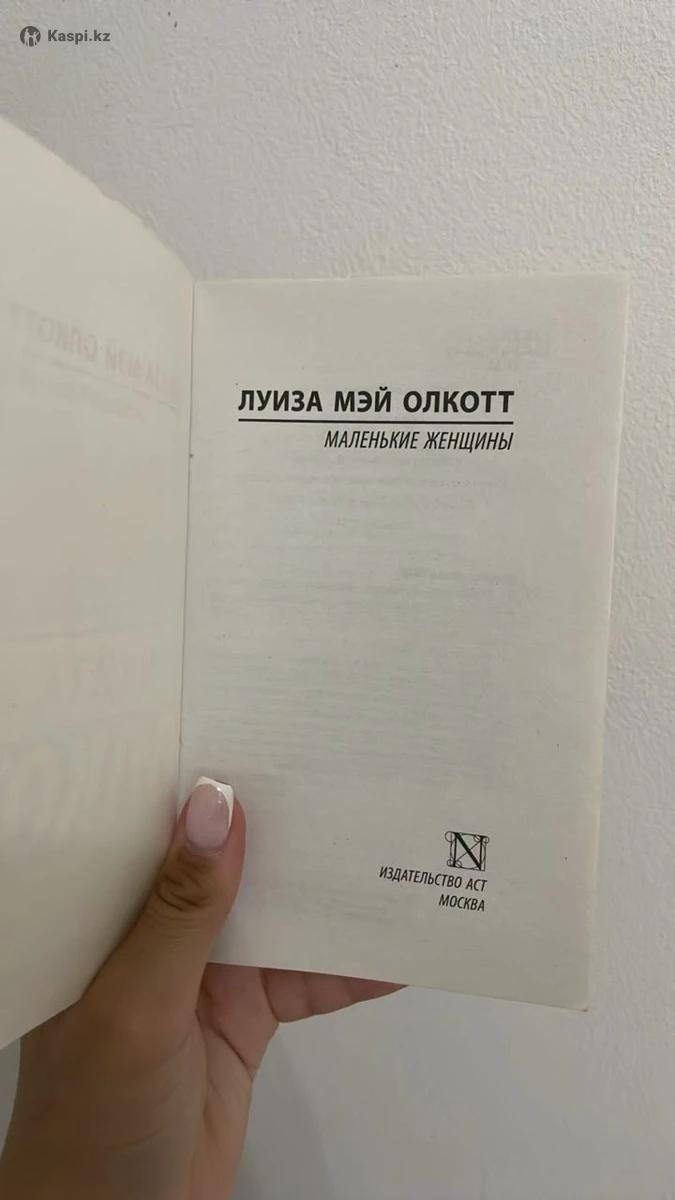 Kaspi.kz
ЛУИЗА МЭЙ ОЛКОТТ
МАЛЕНЬКИЕ ЖЕНЩИНЫ
N
ИЗДАТЕЛЬСТВО АСТ
МОСКВА